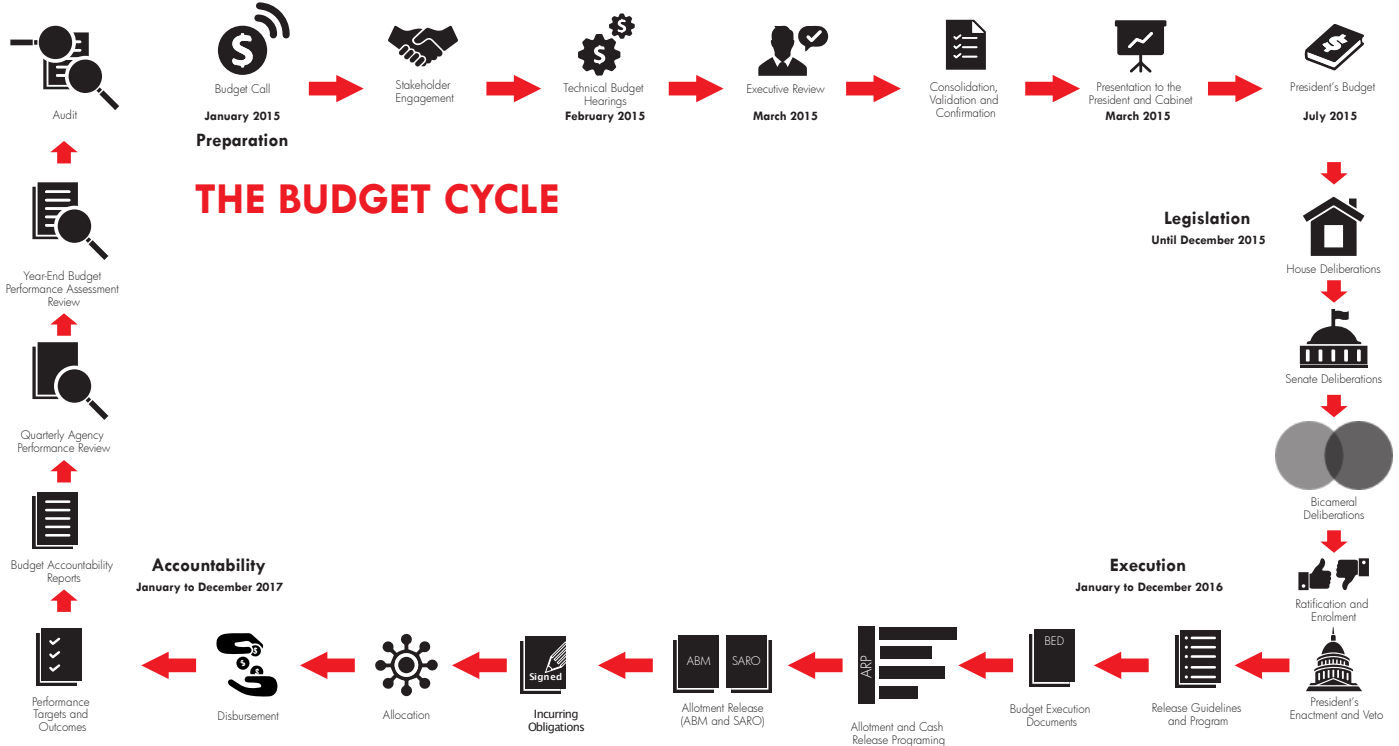 Budget Call
January 2015
Preparation
Stakeholder
Engagement
Technical Budget
Hearings
February 2015
Executive Review
March 2015
Consolidation,
Validation and
Confirmation
Presentation to the
President and Cabinet
March 2015
President's Budget
July 2015
THE BUDGET CYCLE
Legislation
Until December 2015
House Deliberations
Senate Deliberations
Bicameral
Deliberations
Ratification and
Enrolment
President's
Enactment and Veto
Execution
January to December 2016
Release Guidelines
and Program
BED
Budget Execution
Documents
ARP
Allotment and Cash
Release Programing
ABM
SARO
Allotment Release
(ABM and SARO)
Signed
Incurring
Obligations
Allocation
Disbursement
Accountability
January to December 2017
Performance
Targets and
Outcomes
Budget Accountability
Reports
Quarterly Agency
Performance Review
Year-End Budget
Performance Assessment
Review
Audit